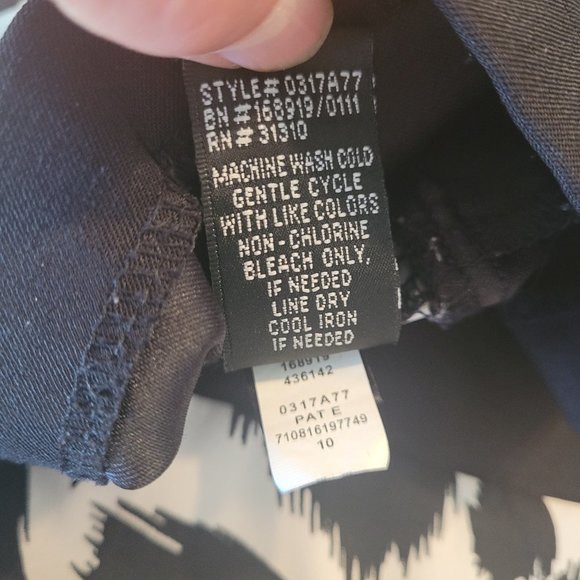 STYLE# 0317A77
BN # 168919/0111
RN # 31310
MACHINE WASH COLD
GENTLE CYCLE
WITH LIKE COLORS
NON-CHLORINE
BLEACH ONLY,
IF NEEDED
LINE DRY
COOL IRON
IF NEEDED
168919
436142
0317A77
PAT E
710816197749
10